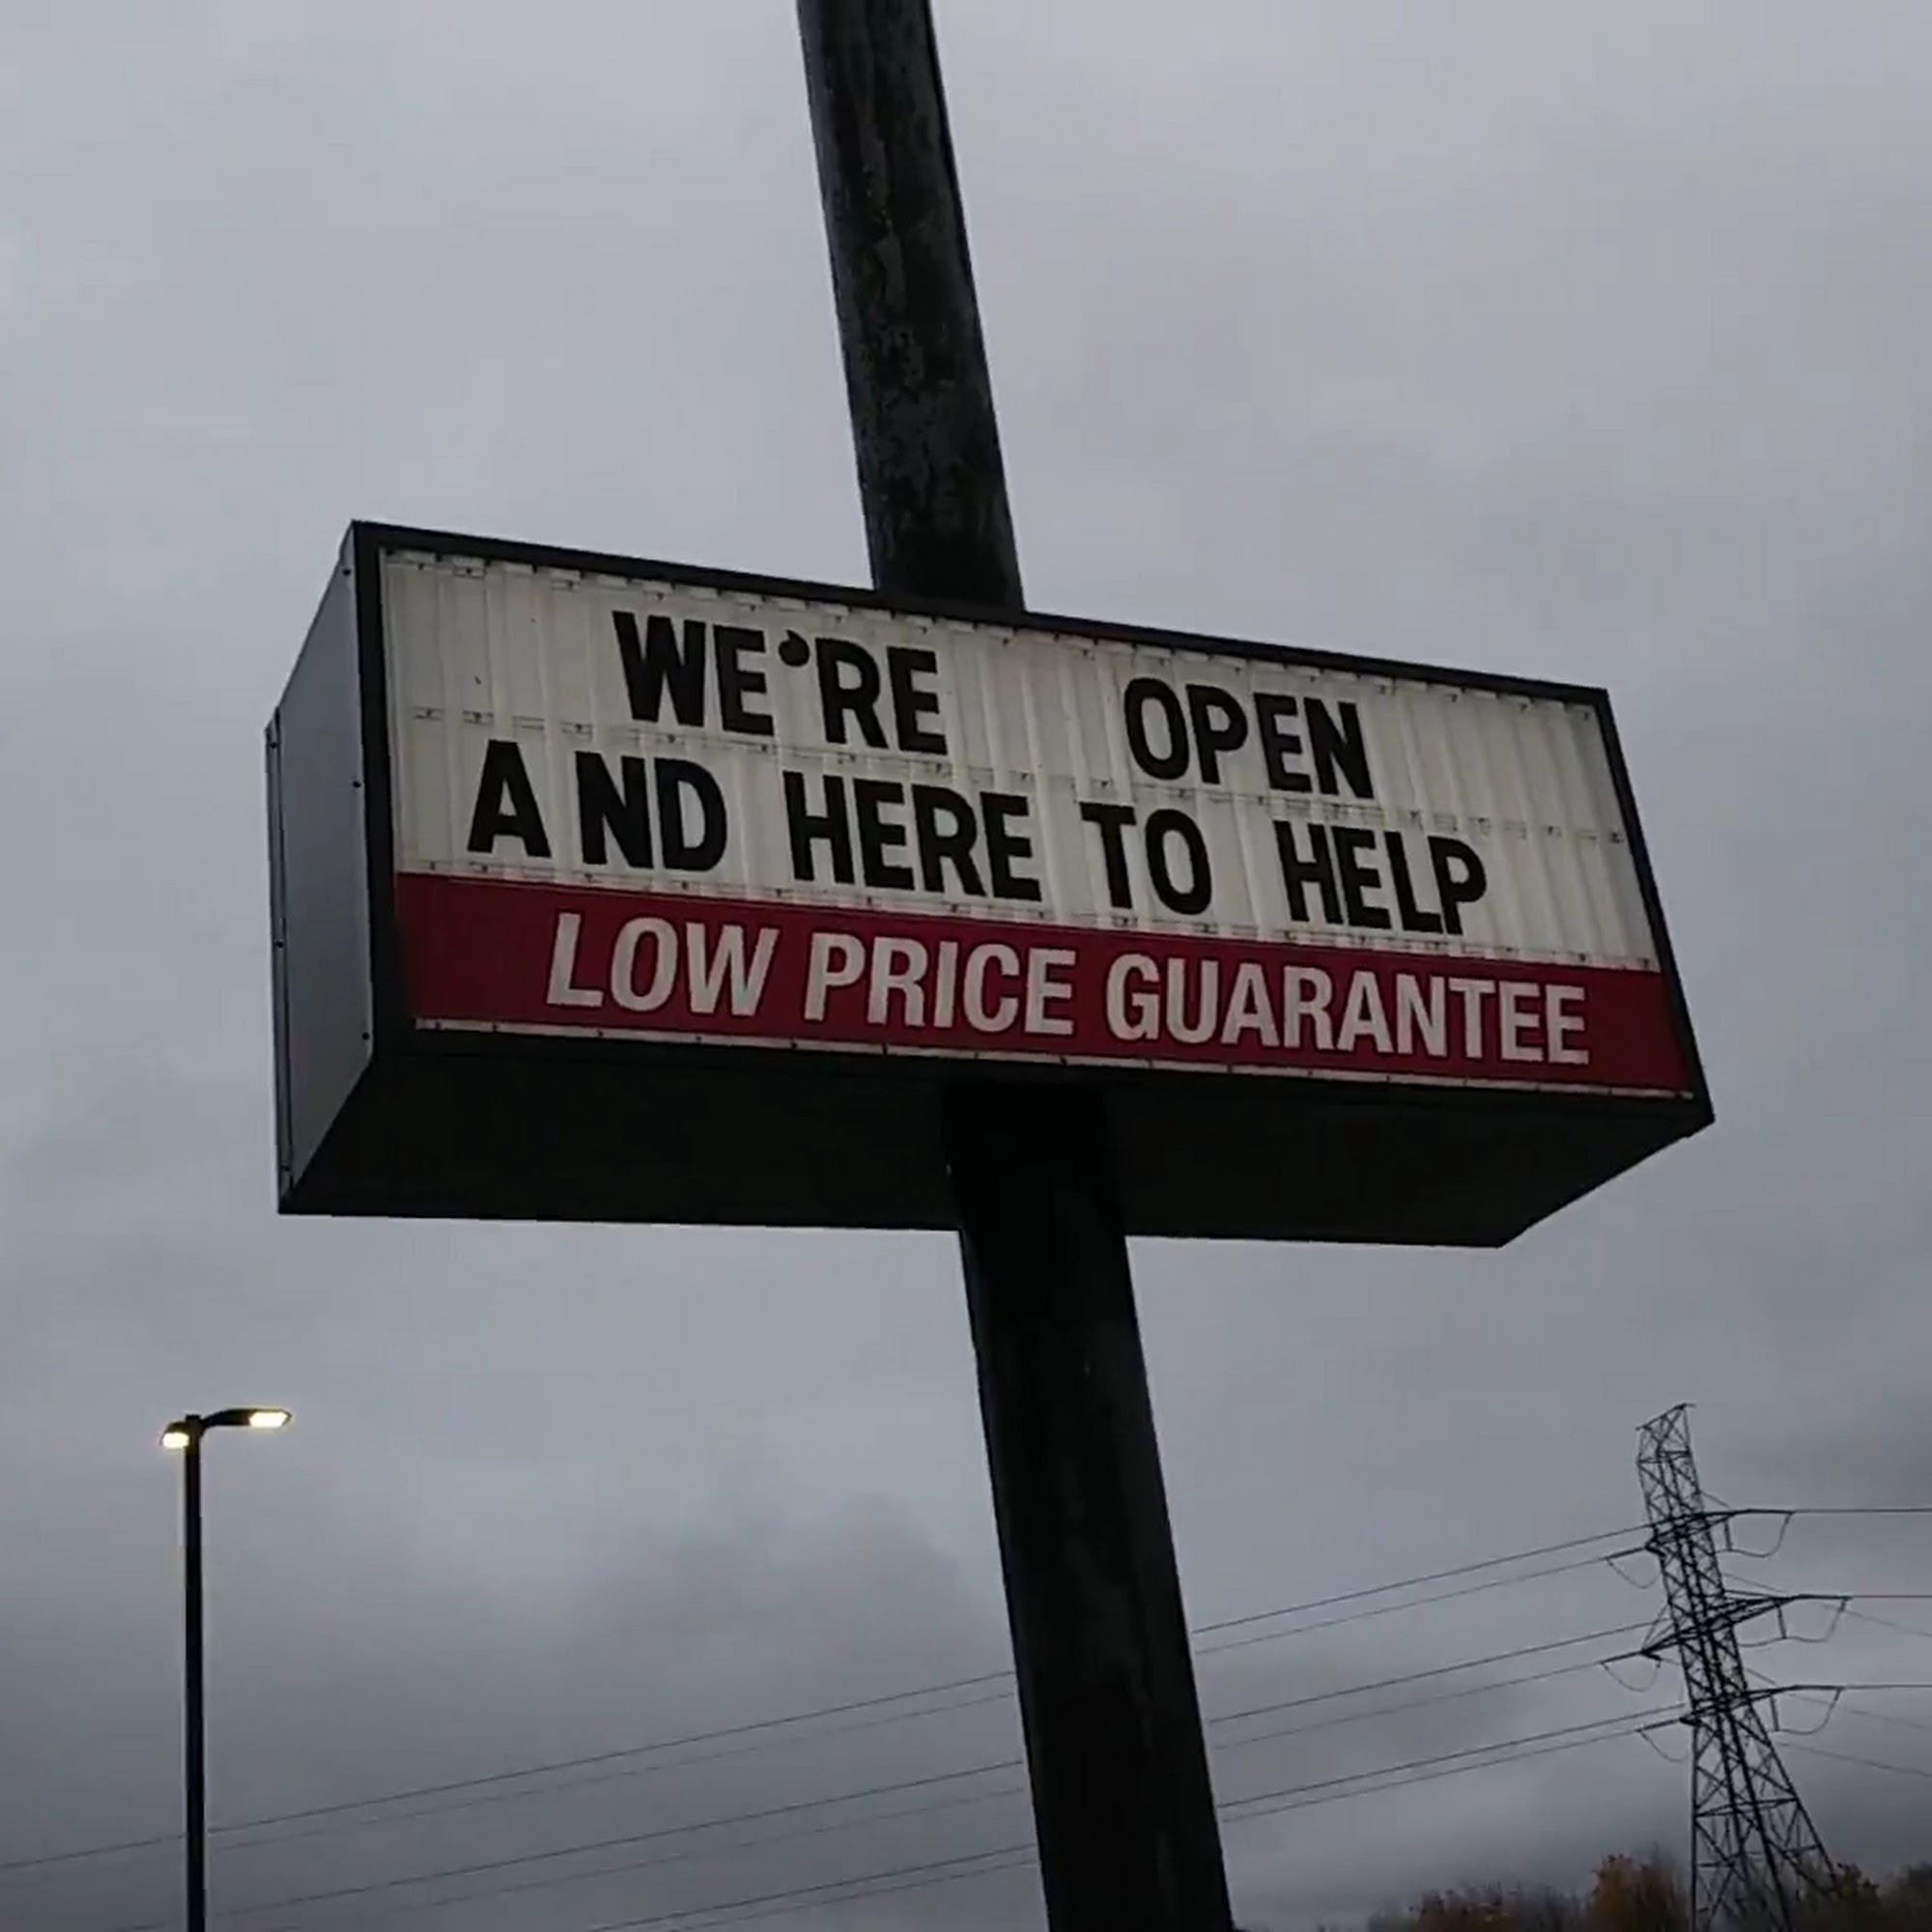 WE'RE OPEN
AND HERE TO HELP
LOW PRICE GUARANTEE